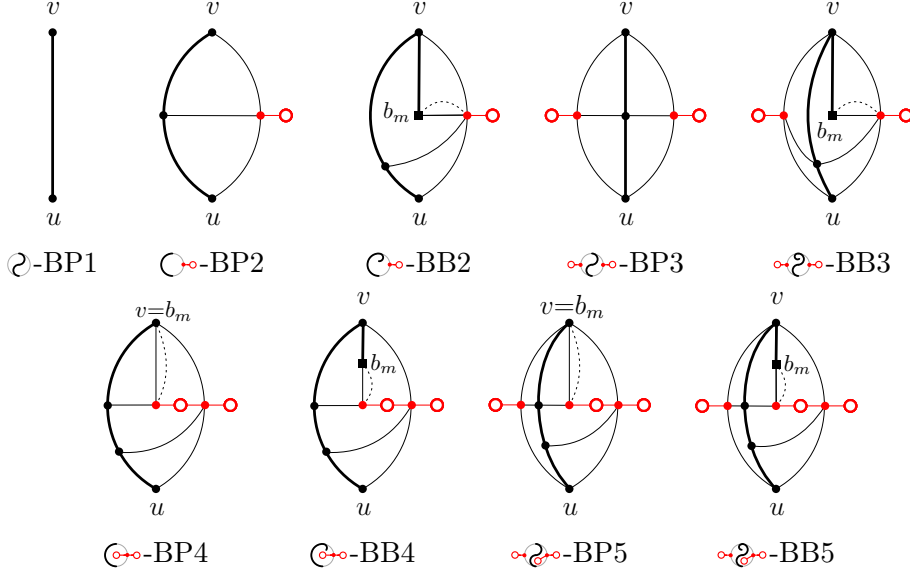 v v v v v
b_m b_m
u u u u u
-BP1 -BP2 -BB2 -BP3 -BB3
v=b_m v v=b_m v
b_m b_m
u u u u
-BP4 -BB4 -BP5 -BB5